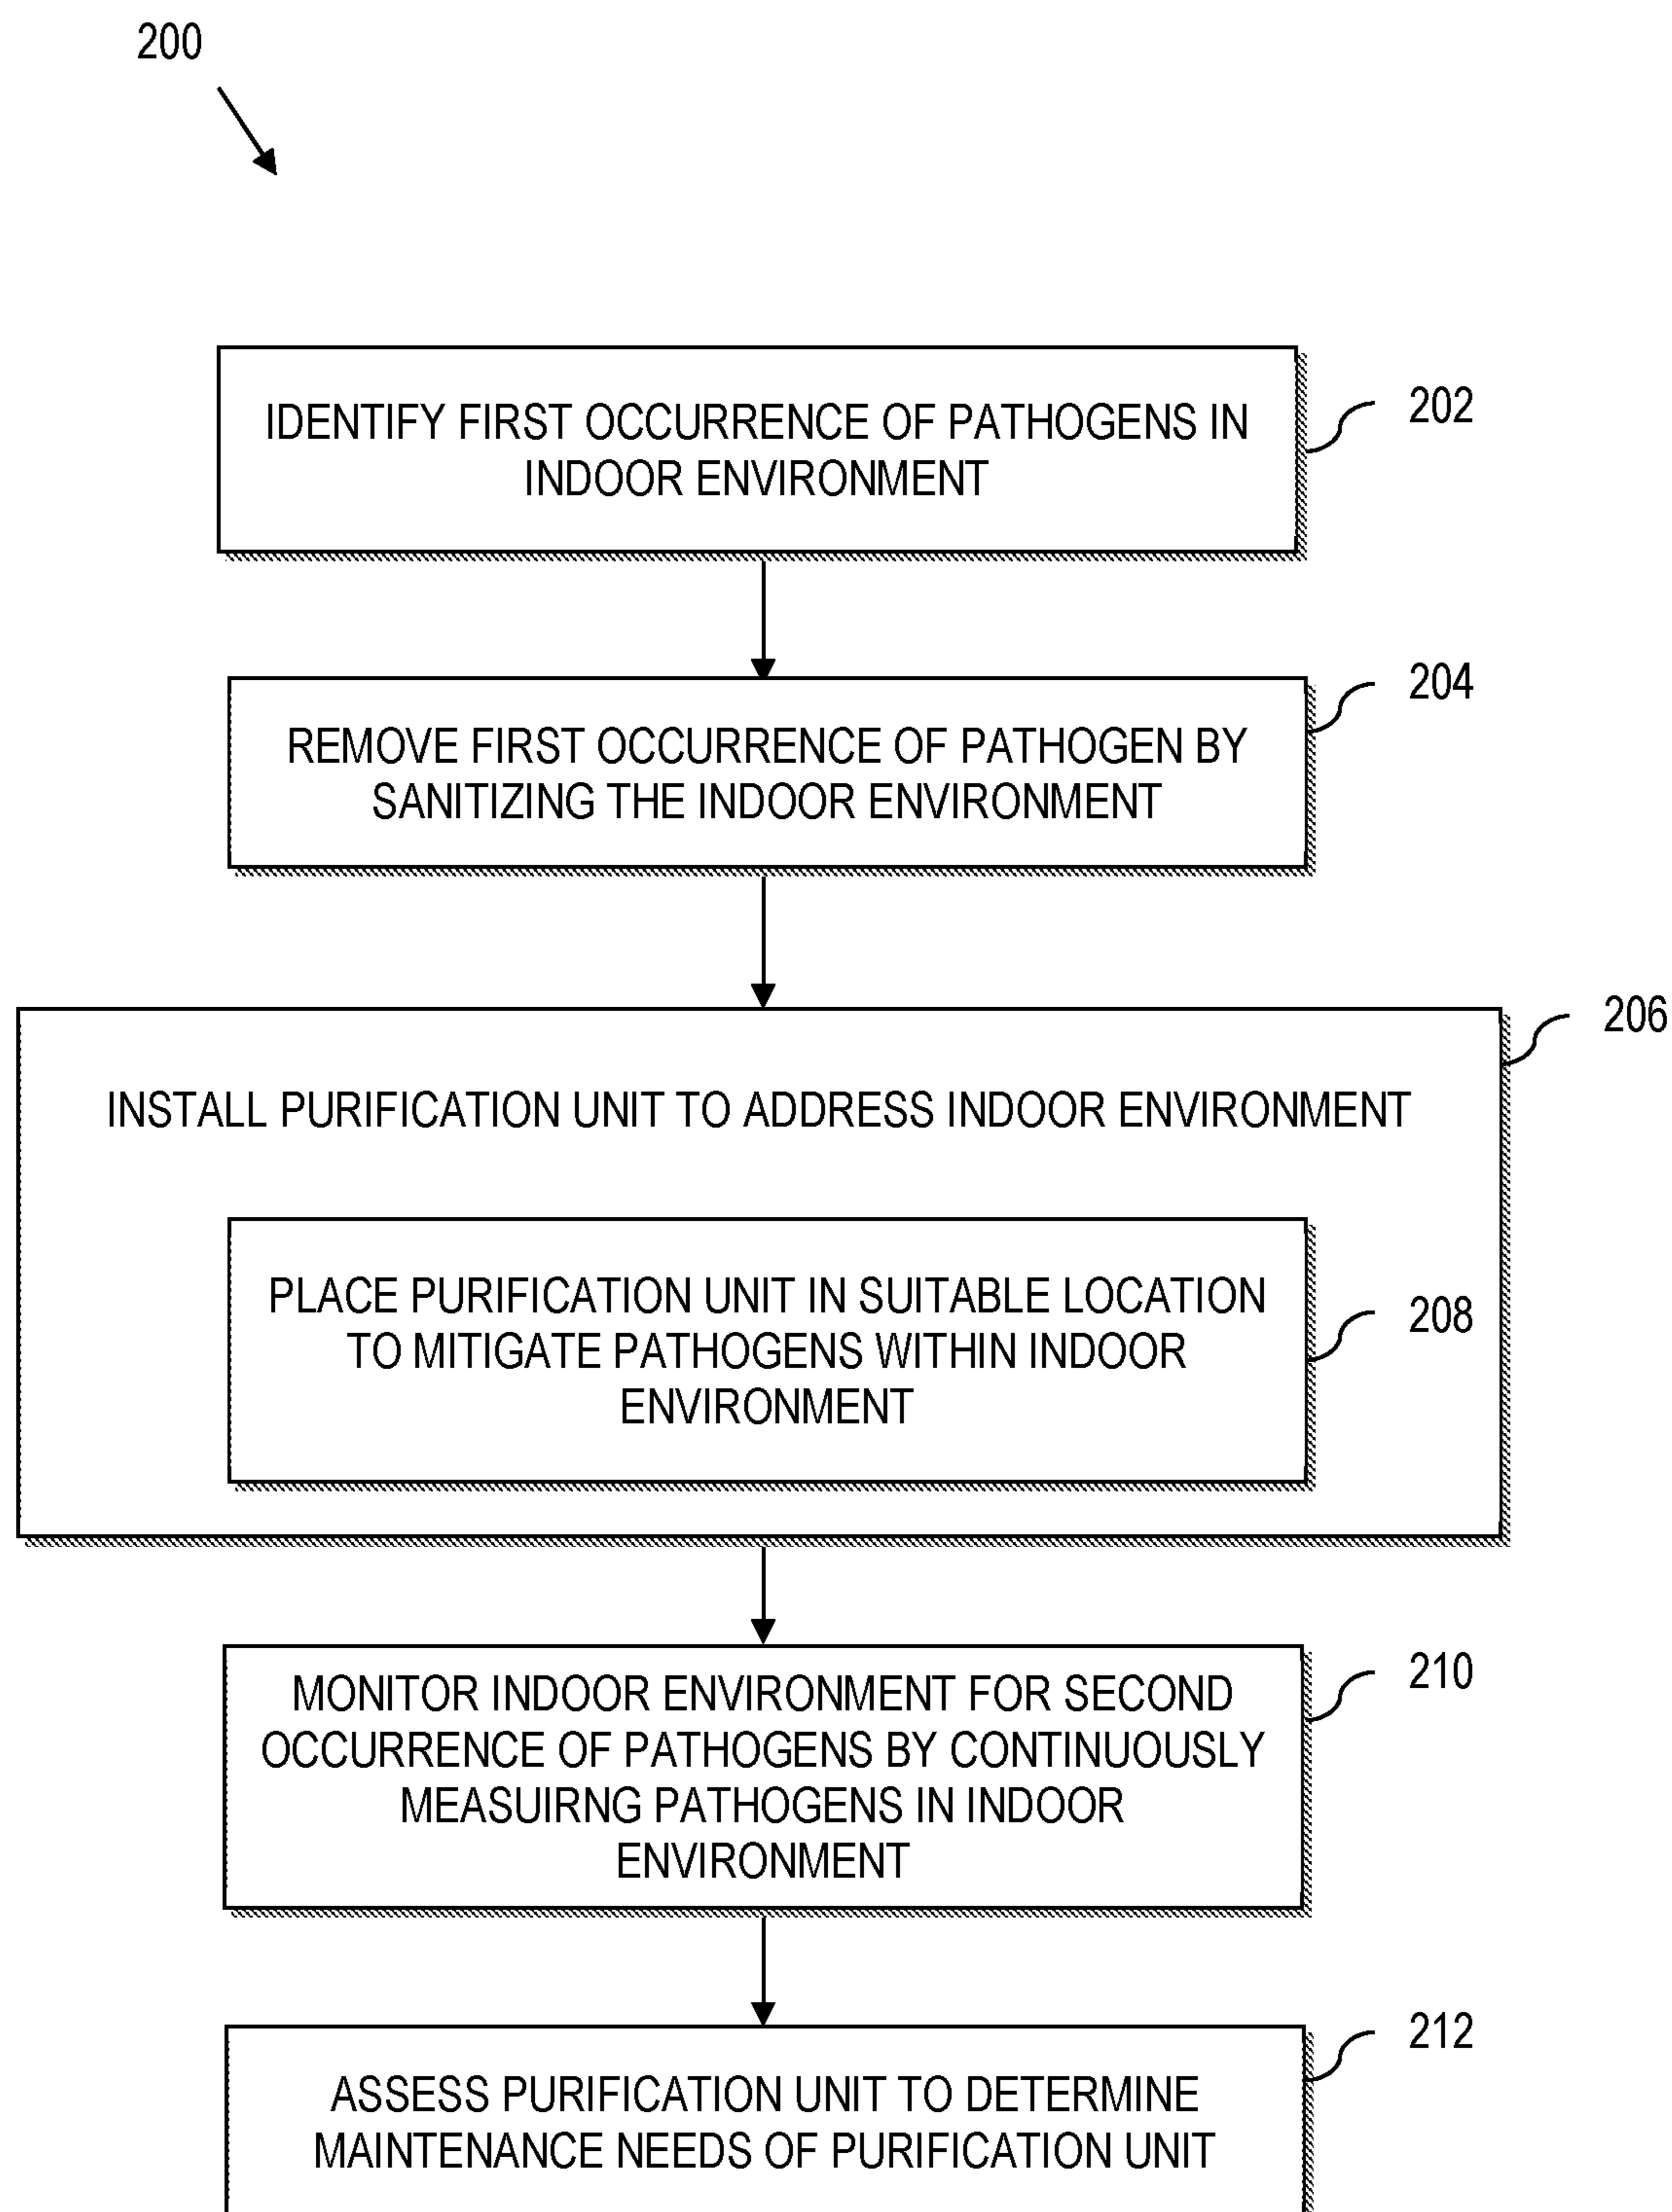 200
IDENTIFY FIRST OCCURRENCE OF PATHOGENS IN
INDOOR ENVIRONMENT
202
REMOVE FIRST OCCURRENCE OF PATHOGEN BY
SANITIZING THE INDOOR ENVIRONMENT
204
INSTALL PURIFICATION UNIT TO ADDRESS INDOOR ENVIRONMENT
206
PLACE PURIFICATION UNIT IN SUITABLE LOCATION
TO MITIGATE PATHOGENS WITHIN INDOOR
ENVIRONMENT
208
MONITOR INDOOR ENVIRONMENT FOR SECOND
OCCURRENCE OF PATHOGENS BY CONTINUOUSLY
MEASUIRNG PATHOGENS IN INDOOR
ENVIRONMENT
210
ASSESS PURIFICATION UNIT TO DETERMINE
MAINTENANCE NEEDS OF PURIFICATION UNIT
212